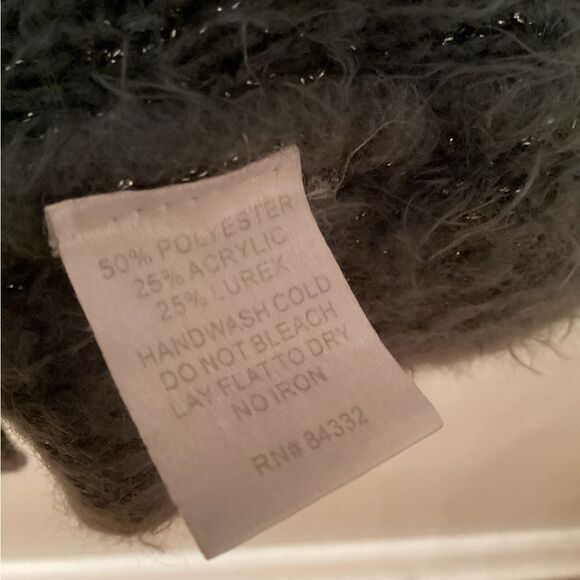 50% POLYESTER
25% ACRYLIC
25% LUREX
HANDWASH COLD
DO NOT BLEACH
LAY FLAT TO DRY
NO IRON
RN# 84332